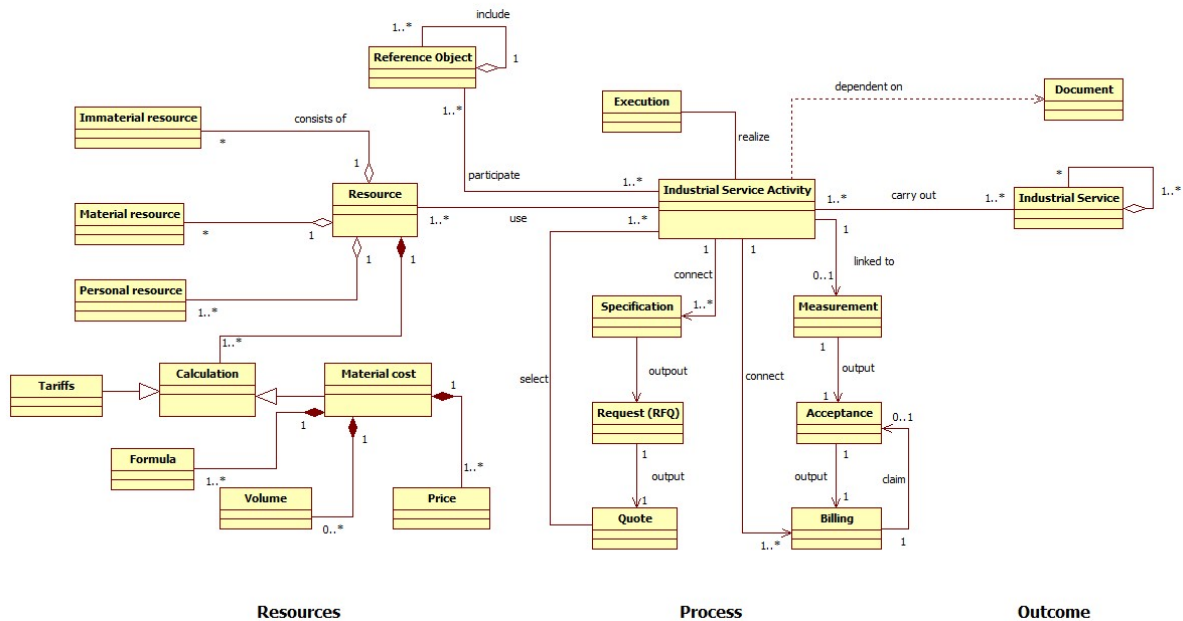 include
1..*
Reference Object
1
1..*
participate
1..*
Immaterial resource
*
consists of
1
Resource
1..*
use
Material resource
*
1
Personal resource
1..*
1
1
1..*
Calculation
Tariffs
Material cost
1
1
1
Formula
1..*
Volume
0..*
1..*
Price
Execution
realize
dependent on
Document
Industrial Service Activity
1..*
1..*
carry out
1..*
Industrial Service
*
1..*
1
connect
1..*
Specification
outpout
Request (RFQ)
1
output
1
Quote
select
1
connect
1..*
1
linked to
0..1
Measurement
1
output
1
Acceptance
0..1
1
output
1
claim
Billing
1
Resources
Process
Outcome